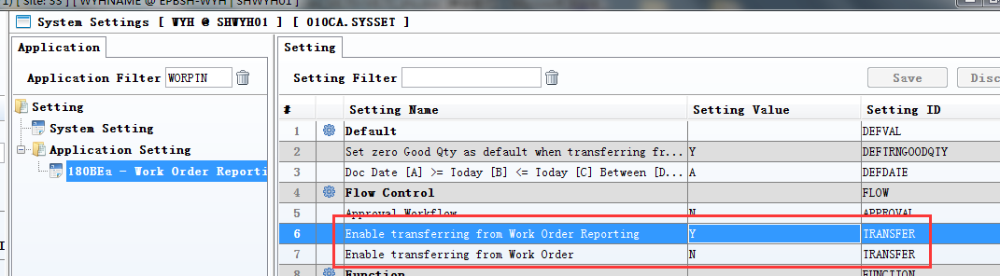 1) [ Site: SS ] [ WYHNAME @ EPBSH-WYH | SHWYH01 ]
System Settings [ WYH @ SHWYH01 ] [ 010CA.SYSSET ]
Application
Application Filter WORPIN
Setting
System Setting
Application Setting
180BEa - Work Order Reporti
Setting
Setting Filter
Save Disc
# Setting Name Setting Value Setting ID
1 Default DEFVAL
2 Set zero Good Qty as default when transferring fr... Y DEFTRNGOODQTY
3 Doc Date [A] >= Today [B] <= Today [C] Between [D... A DEFDATE
4 Flow Control FLOW
5 Approval Workflow N APPROVAL
6 Enable transferring from Work Order Reporting Y TRANSFER
7 Enable transferring from Work Order N TRANSFER
8 Function FUNCTION